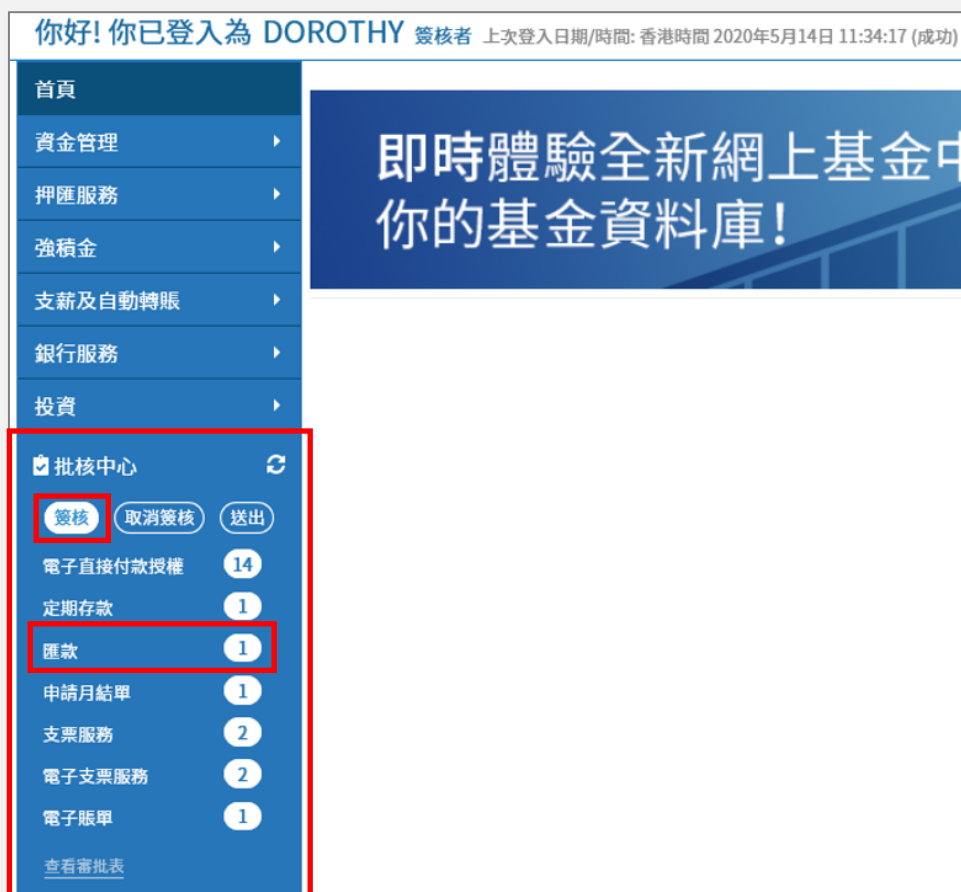 你好! 你已登入為 DOROTHY 簽核者 上次登入日期/時間: 香港時間 2020年5月14日 11:34:17 (成功)
首頁
資金管理
押匯服務
強積金
支薪及自動轉賬
銀行服務
投資
即時體驗全新網上基金中
你的基金資料庫!
批核中心
簽核 取消簽核 送出
電子直接付款授權 14
定期存款 1
匯款 1
申請月結單 1
支票服務 2
電子支票服務 2
電子賬單 1
查看審批表